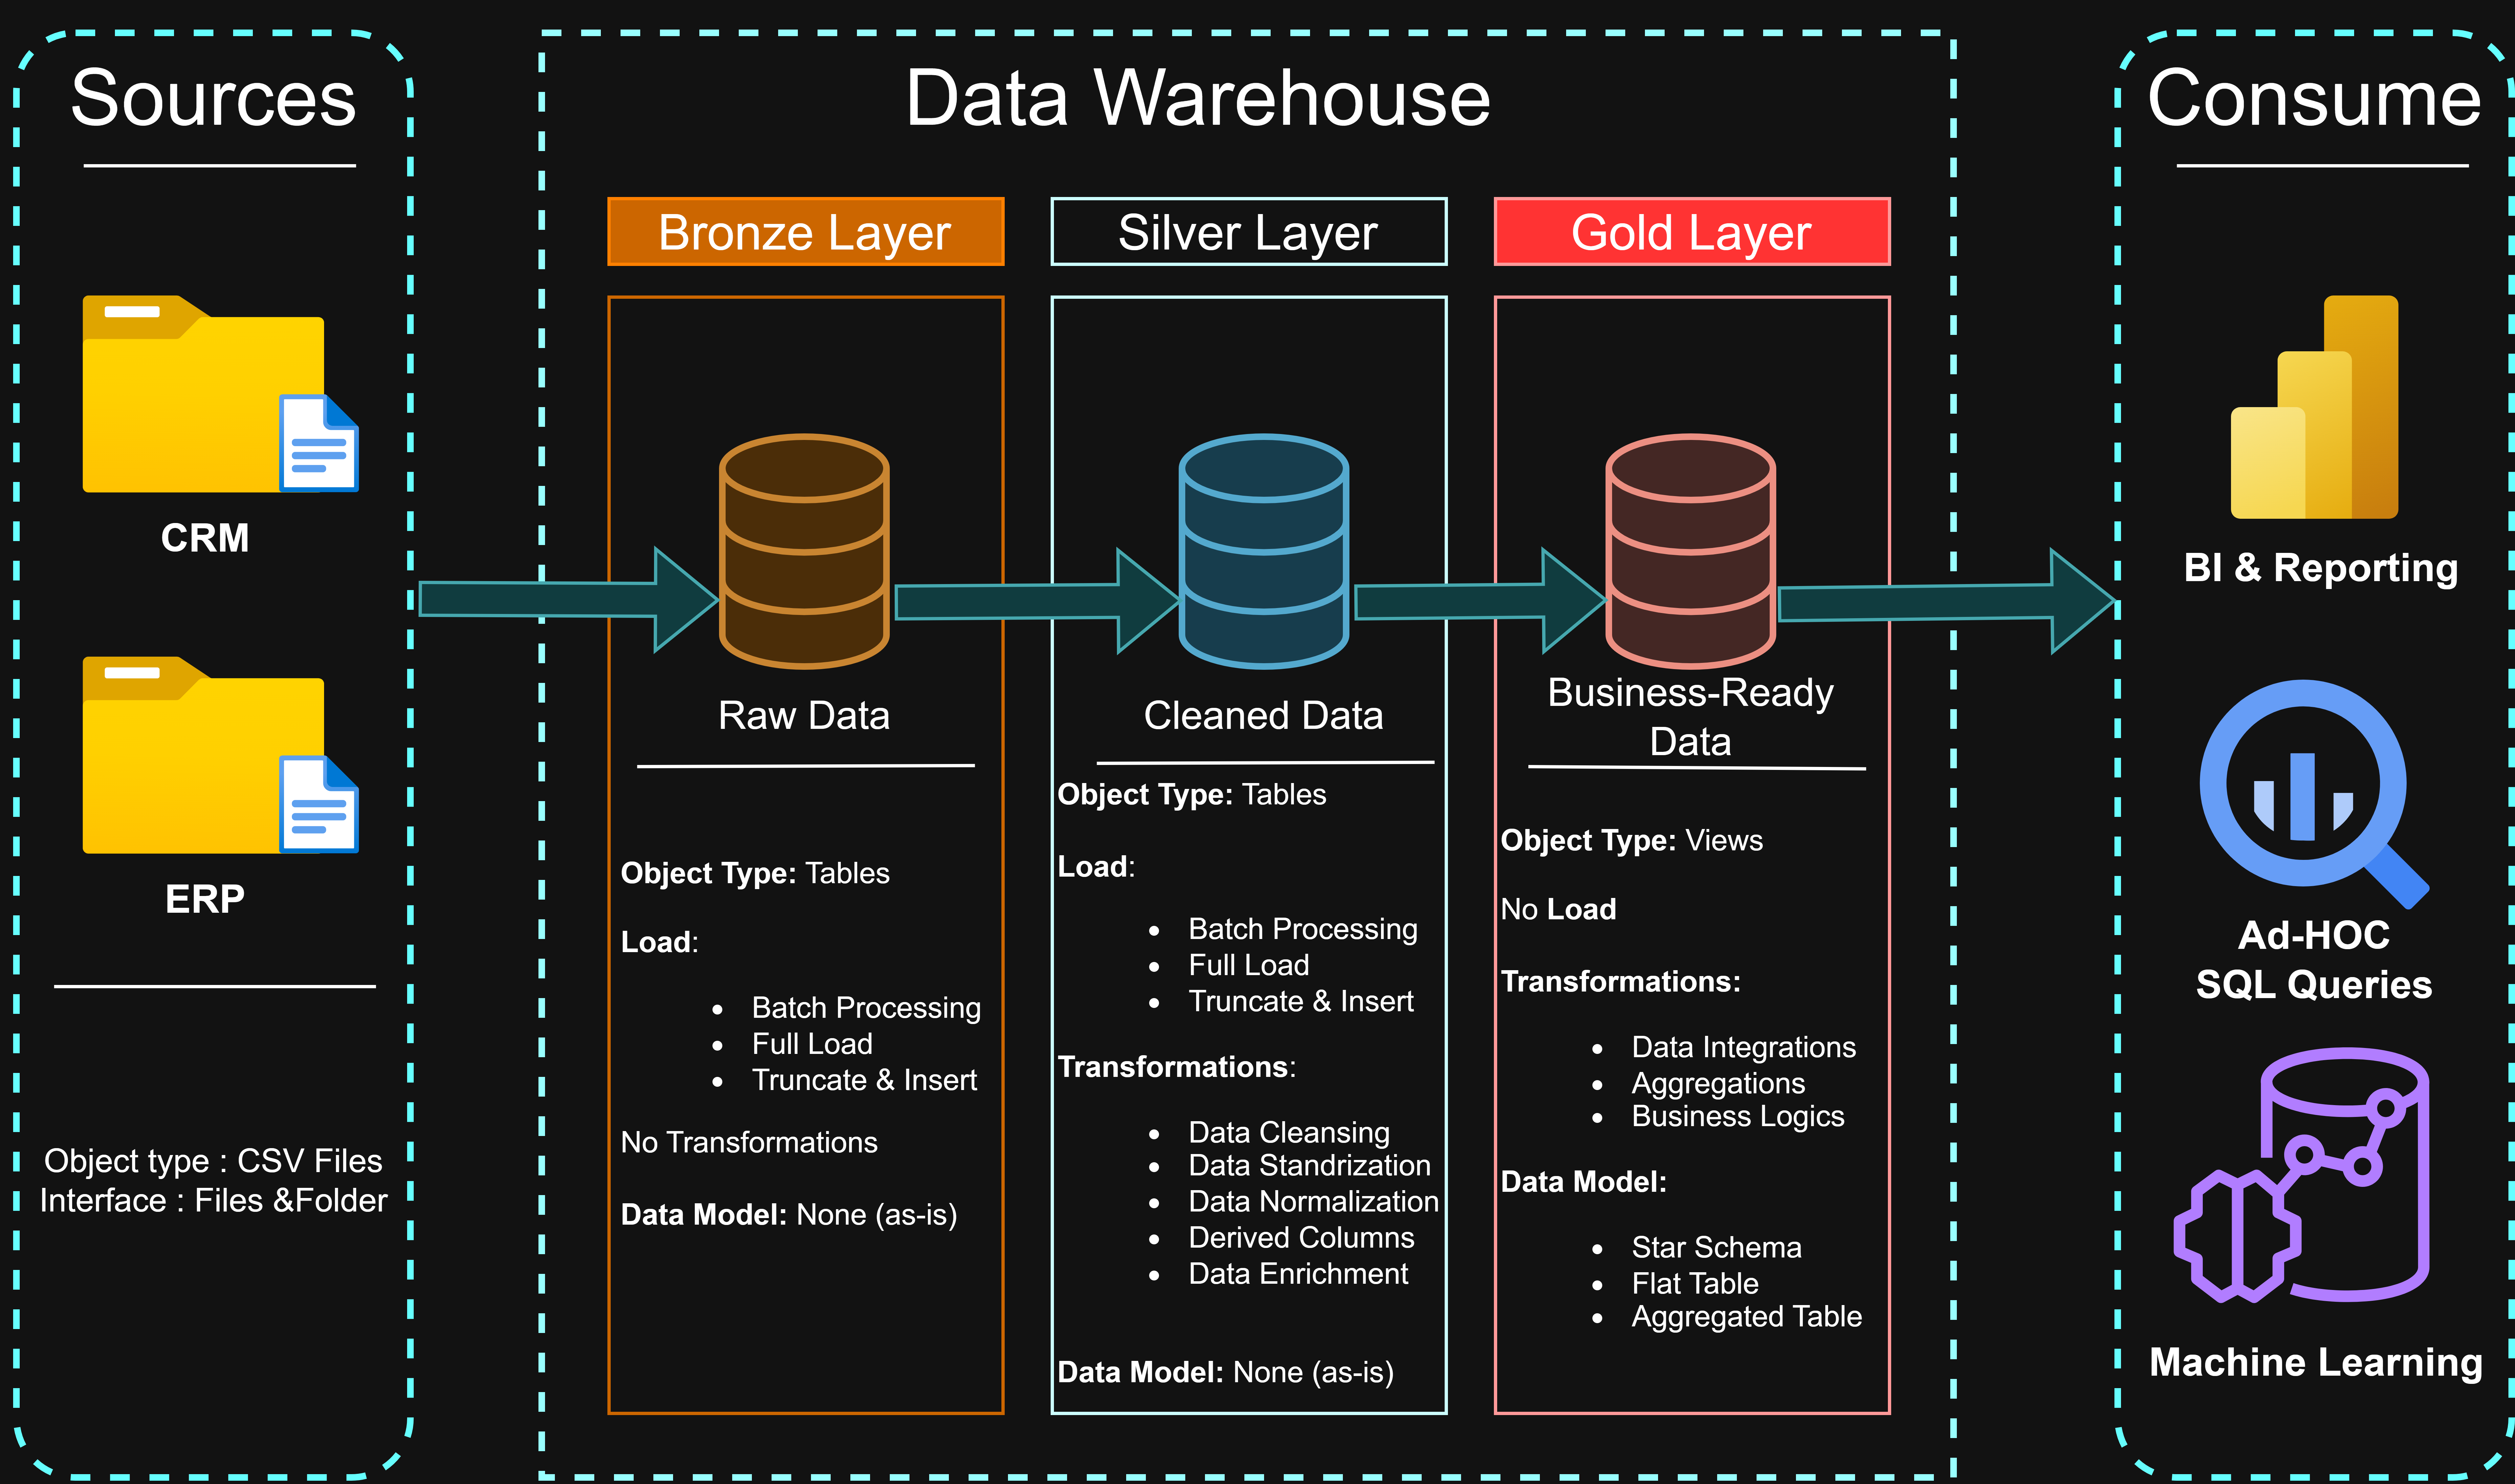 Sources
CRM
ERP
Object type : CSV Files
Interface : Files &Folder
Data Warehouse
Bronze Layer
Raw Data
Object Type: Tables
Load:
• Batch Processing
• Full Load
• Truncate & Insert
No Transformations
Data Model: None (as-is)
Silver Layer
Cleaned Data
Object Type: Tables
Load:
• Batch Processing
• Full Load
• Truncate & Insert
Transformations:
• Data Cleansing
• Data Standrization
• Data Normalization
• Derived Columns
• Data Enrichment
Data Model: None (as-is)
Gold Layer
Business-Ready
Data
Object Type: Views
No Load
Transformations:
• Data Integrations
• Aggregations
• Business Logics
Data Model:
• Star Schema
• Flat Table
• Aggregated Table
Consume
BI & Reporting
Ad-HOC
SQL Queries
Machine Learning